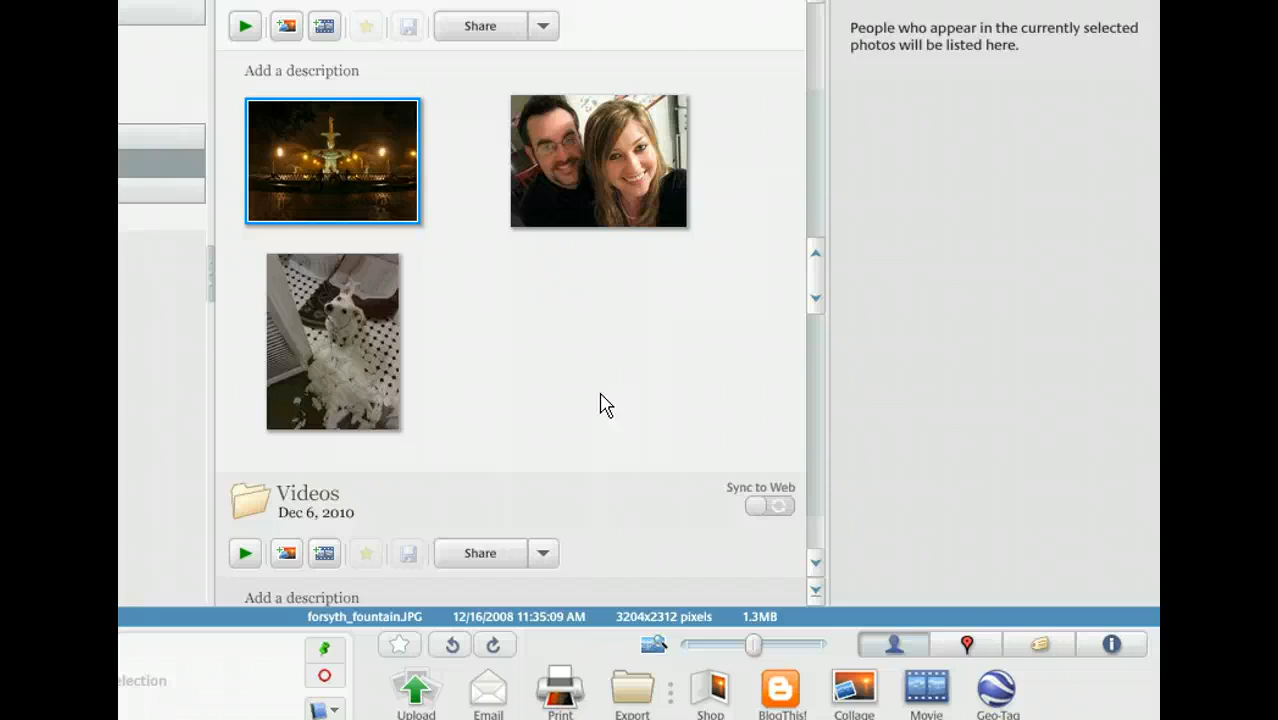 Share
People who appear in the currently selected
photos will be listed here.
Add a description
Videos
Dec 6, 2010
Sync to Web
Share
Add a description
forsyth_fountain.JPG 12/16/2008 11:35:09 AM 3204x2312 pixels 1.3MB
election
Upload Email Print Export Shop BlogThis! Collage Movie Geo-Tag